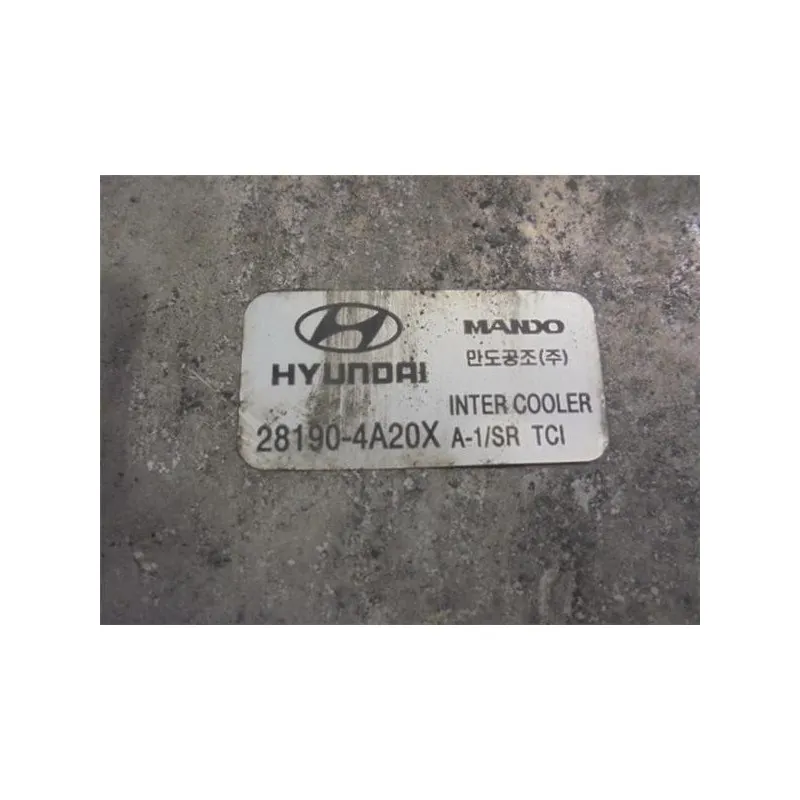 HYUNDAI
MANDO
만도공조(주)
INTER COOLER
28190-4A20X A-1/SR TCI